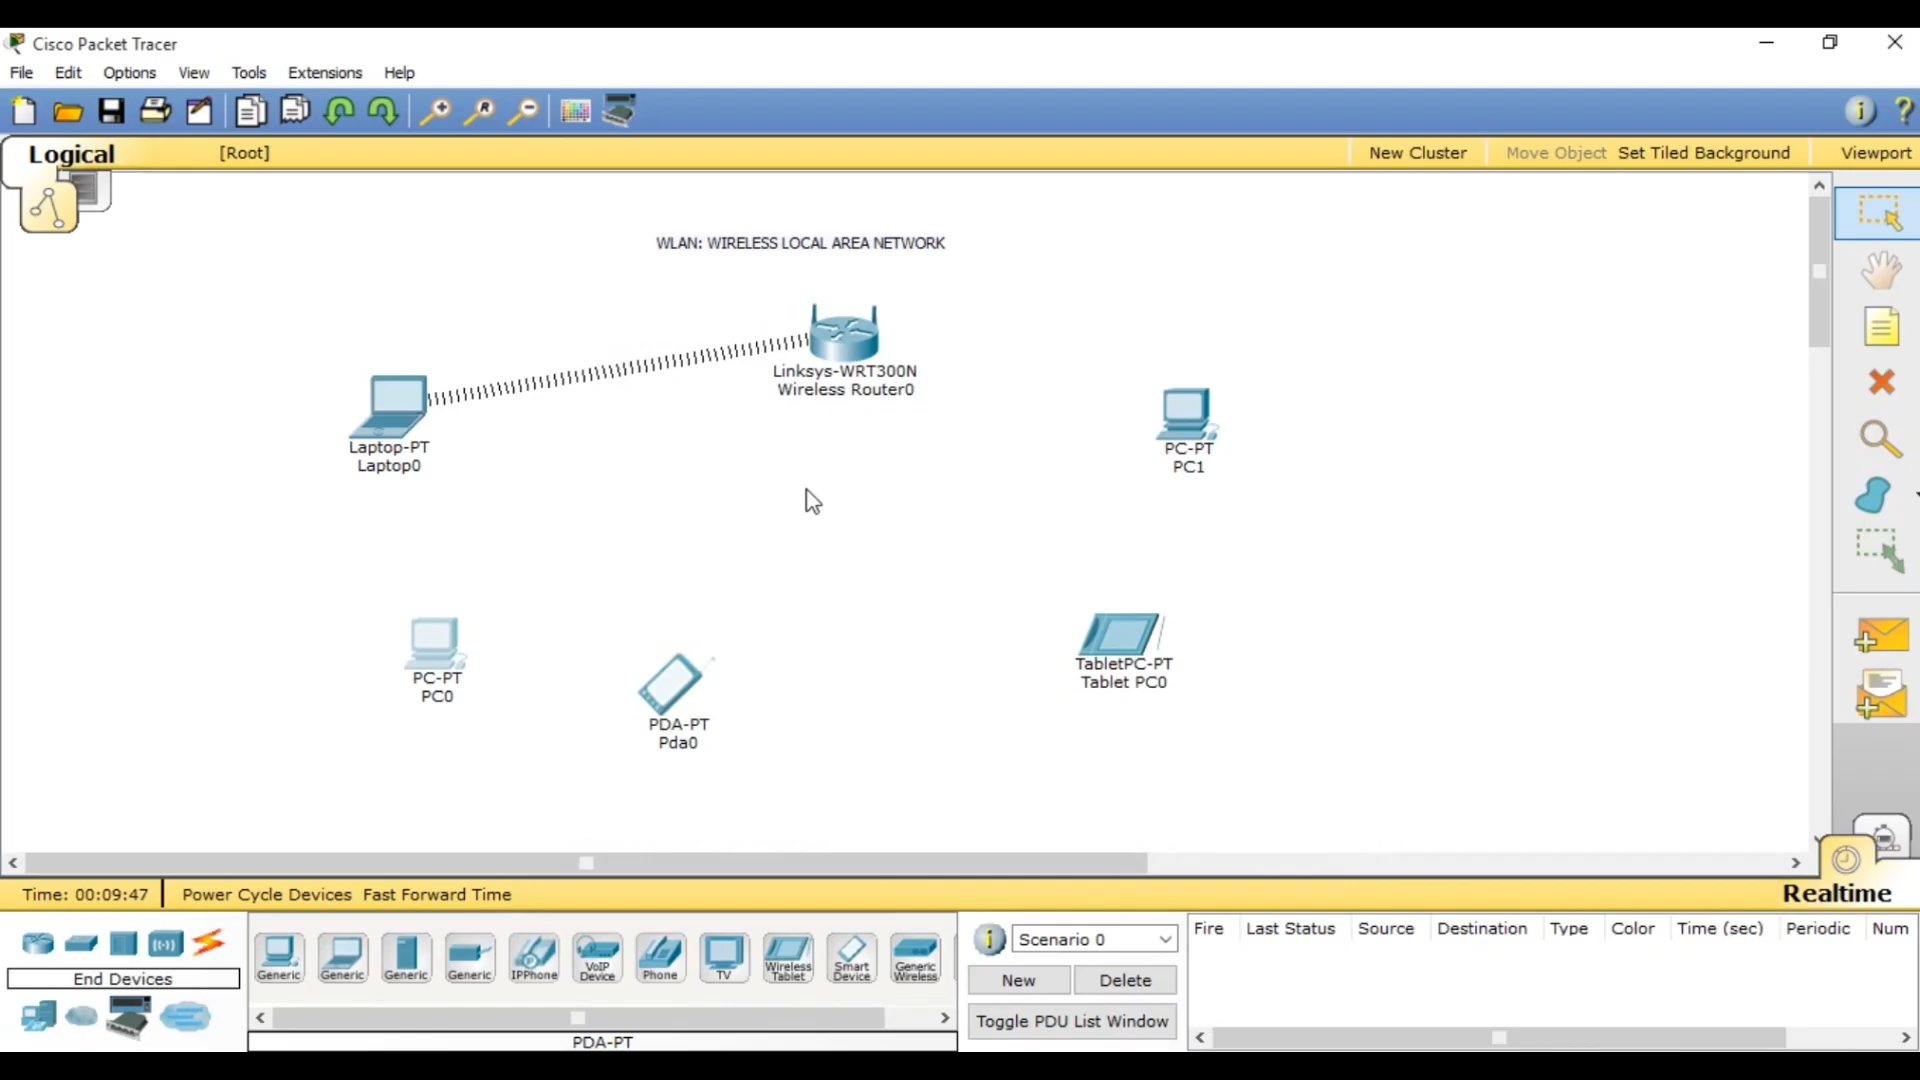 Cisco Packet Tracer
File Edit Options View Tools Extensions Help
R
i ?
Logical [Root] New Cluster Move Object Set Tiled Background Viewport
WLAN: WIRELESS LOCAL AREA NETWORK
Linksys-WRT300N
Wireless Router0
Laptop-PT
Laptop0
PC-PT
PC1
PC-PT
PC0
TabletPC-PT
Tablet PC0
PDA-PT
Pda0
Time: 00:09:47 Power Cycle Devices Fast Forward Time Realtime
End Devices
Generic Generic Generic Generic IPPhone VoIP Device Phone TV Wireless Tablet Smart Device Generic Wireless
PDA-PT
i Scenario 0
New Delete
Toggle PDU List Window
Fire Last Status Source Destination Type Color Time (sec) Periodic Num